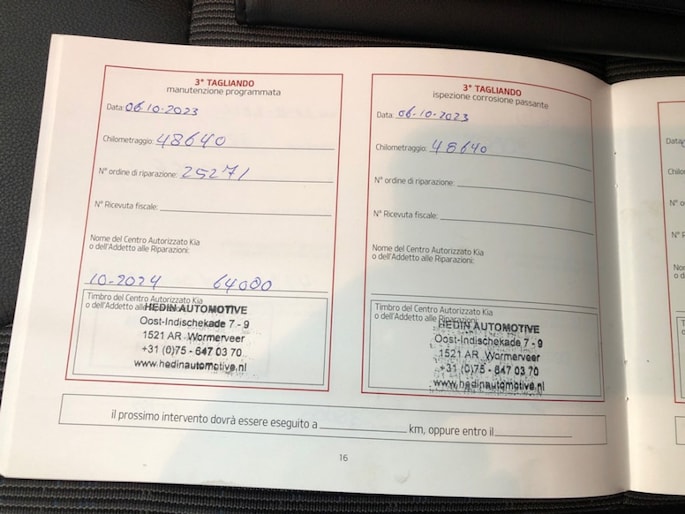 3° TAGLIANDO
manutenzione programmata
Data: 06 10-2023
Chilometraggio: 48640
N° ordine di riparazione: 25271
N° Ricevuta fiscale:
Nome del Centro Autorizzato Kia
o dell'Addetto alle Riparazioni:
10-2024 64000
Timbro del Centro Autorizzato Kia
o dell'Addetto alle
HEDIN AUTOMOTIVE
Oost-Indischekade 7 - 9
1521 AR Wormerveer
+31 (0)75 - 647 03 70
www.hedinautomotive.nl
3° TAGLIANDO
ispezione corrosione passante
Data: 06-10-2023
Chilometraggio: 48640
N° ordine di riparazione:
N° Ricevuta fiscale:
Nome del Centro Autorizzato Kia
o dell'Addetto alle Riparazioni:
Timbro del Centro Autorizzato Kia
o dell'Addetto alle Riparazioni:
HEDIN AUTOMOTIVE
Oost-Indischekade 7 - 9
1521 AR Wormerveer
+31 (0)75 - 647 03 70
www.hedinautomotive.nl
il prossimo intervento dovrà essere eseguito a km, oppure entro il
16